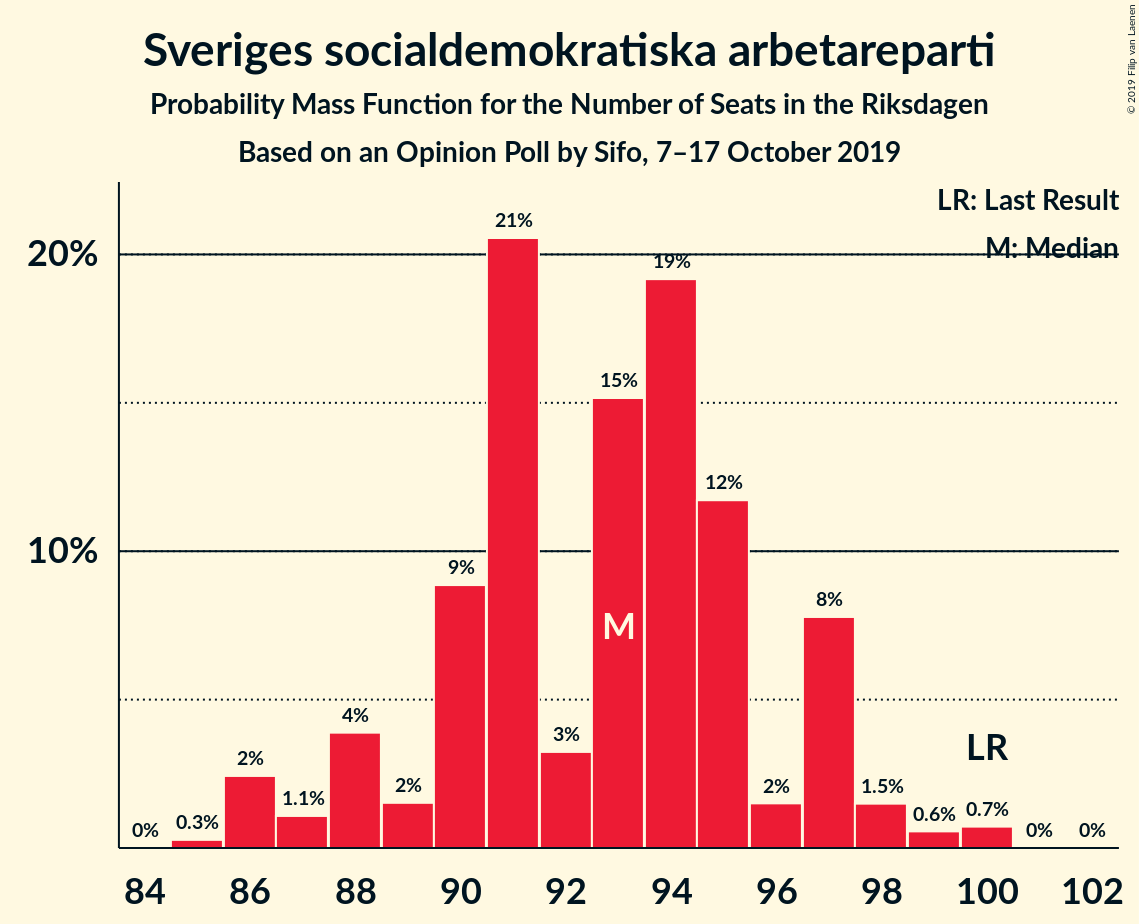 Sveriges socialdemokratiska arbetareparti
Probability Mass Function for the Number of Seats in the Riksdagen
Based on an Opinion Poll by Sifo, 7–17 October 2019
© 2019 Filip van Laenen
LR: Last Result
M: Median
20%
10%
0%
0.3%
2%
1.1%
4%
2%
9%
21%
3%
15%
19%
12%
2%
8%
1.5%
0.6%
0.7%
0%
0%
M
LR
84 86 88 90 92 94 96 98 100 102